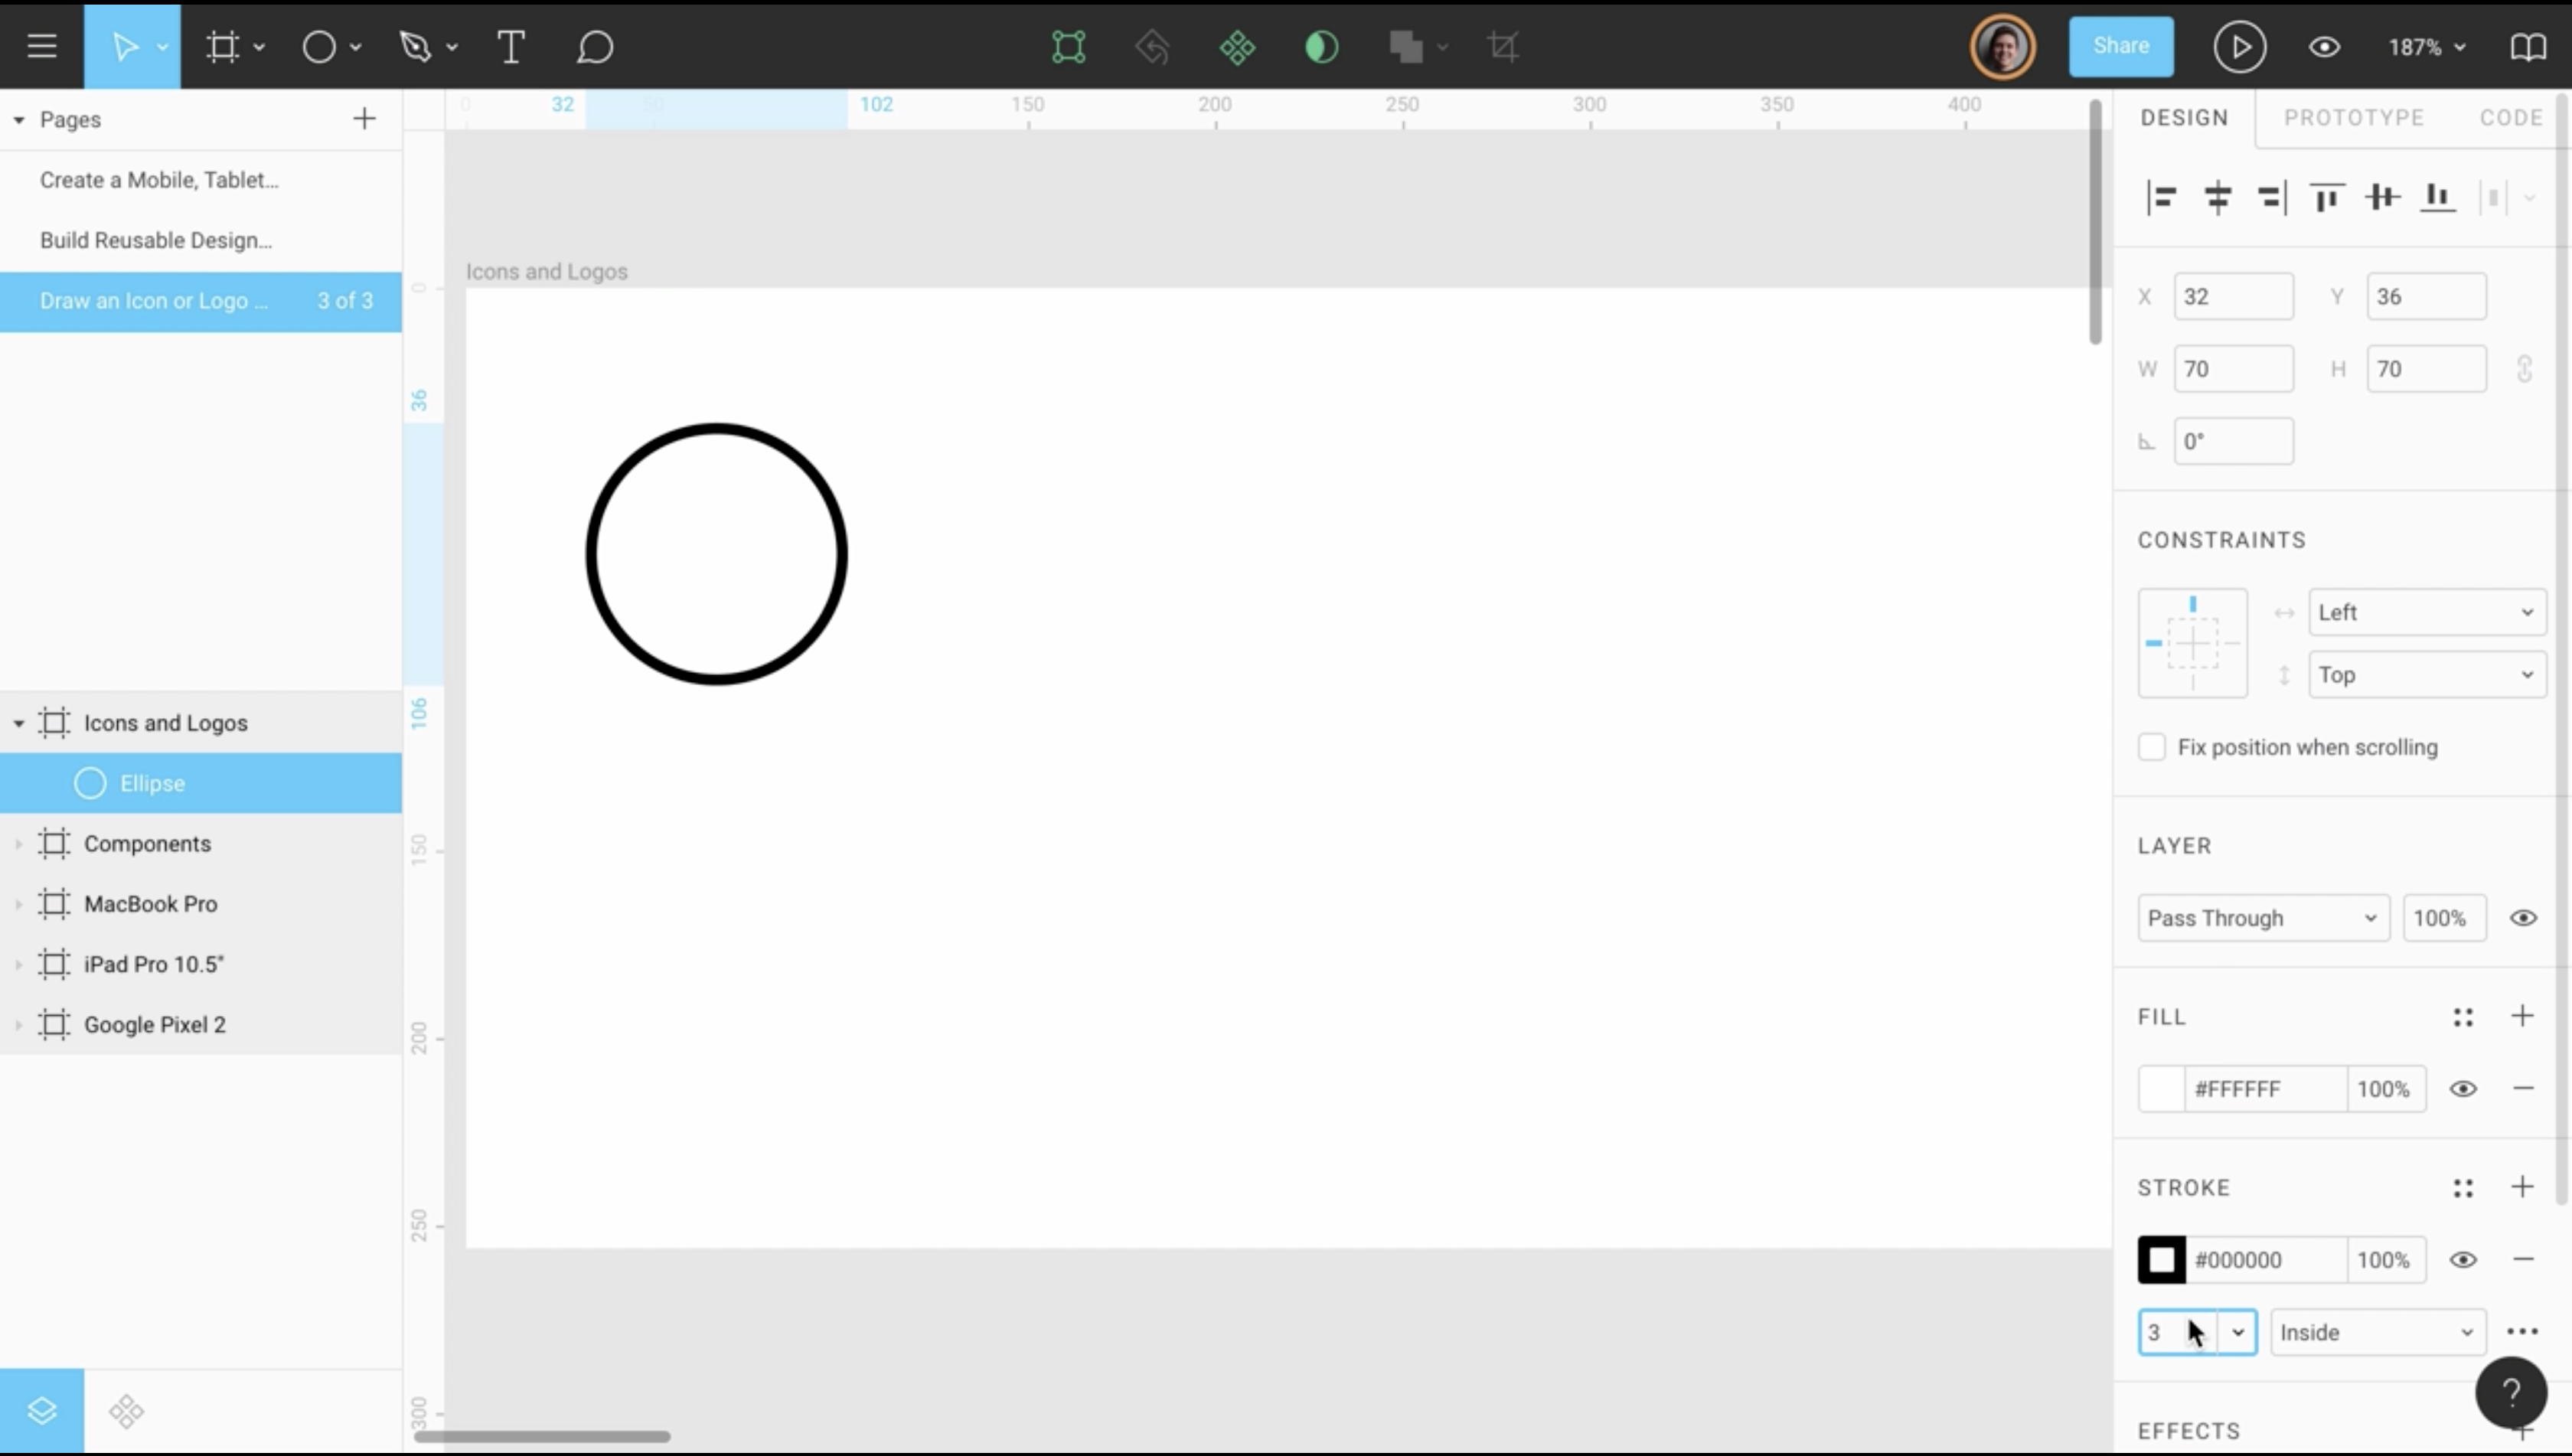 Share
187%
Pages
Create a Mobile, Tablet...
Build Reusable Design...
Draw an Icon or Logo ... 3 of 3
Icons and Logos
Ellipse
Components
MacBook Pro
iPad Pro 10.5"
Google Pixel 2
0 32 50 102 150 200 250 300 350 400
Icons and Logos
0
36
106
150
200
250
300
DESIGN PROTOTYPE CODE
X 32 Y 36
W 70 H 70
0°
CONSTRAINTS
Left
Top
Fix position when scrolling
LAYER
Pass Through 100%
FILL
#FFFFFF 100%
STROKE
#000000 100%
3 Inside
?
EFFECTS